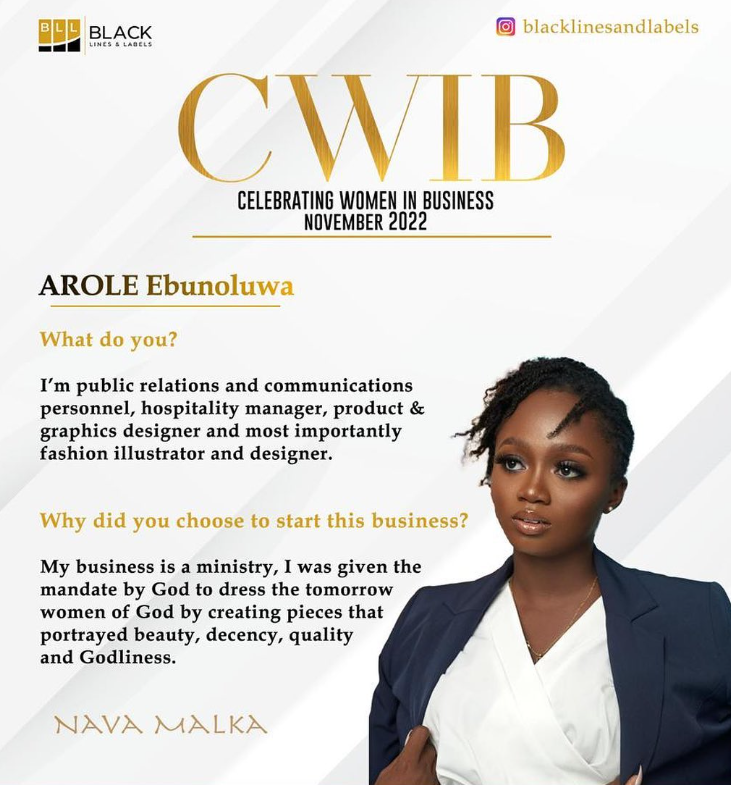 BLL BLACK
LINES & LABELS
blacklinesandlabels
CWIB
CELEBRATING WOMEN IN BUSINESS
NOVEMBER 2022
AROLE Ebunoluwa
What do you?
I'm public relations and communications
personnel, hospitality manager, product &
graphics designer and most importantly
fashion illustrator and designer.
Why did you choose to start this business?
My business is a ministry, I was given the
mandate by God to dress the tomorrow
women of God by creating pieces that
portrayed beauty, decency, quality
and Godliness.
NAVA MALKA